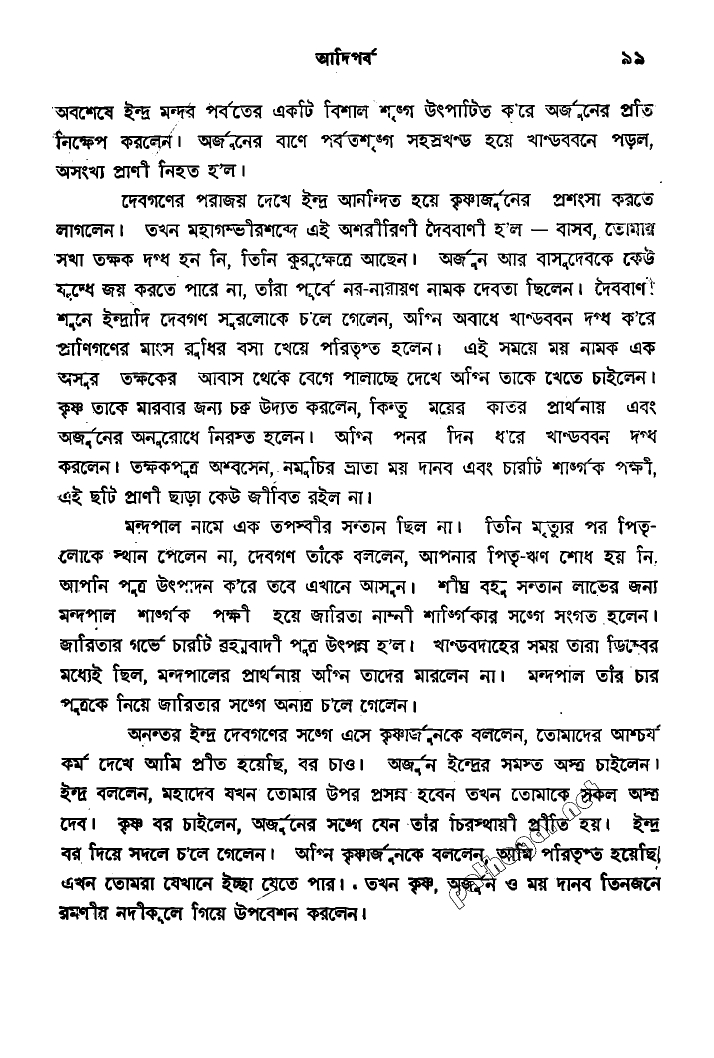 আদিপর্ব ৯৯
অবশেষে ইন্দ্র মন্দর পর্বতের একটি বিশাল শৃঙ্গ উৎপাটিত ক'রে অর্জুনের প্রতি
নিক্ষেপ করলেন। অর্জুনের বাণে পর্বতশৃঙ্গ সহস্রখণ্ড হয়ে খাণ্ডববনে পড়ল,
অসংখ্য প্রাণী নিহত হ'ল।
দেবগণের পরাজয় দেখে ইন্দ্র আনন্দিত হয়ে কৃষ্ণার্জুনের প্রশংসা করতে
লাগলেন। তখন মহাগম্ভীরশব্দে এই অশরীরিণী দৈববাণী হ'ল — বাসব, তোমার
সখা তক্ষক দগ্ধ হন নি, তিনি কুরুক্ষেত্রে আছেন। অর্জুন আর বাসুদেবকে কেউ
যুদ্ধে জয় করতে পারে না, তাঁরা পূর্বে নর-নারায়ণ নামক দেবতা ছিলেন। দৈববাণী
শুনে ইন্দ্রাদি দেবগণ সুরলোকে চ'লে গেলেন, অগ্নি অবাধে খাণ্ডববন দগ্ধ ক'রে
প্রাণিগণের মাংস রুধির বসা খেয়ে পরিতৃপ্ত হলেন। এই সময়ে ময় নামক এক
অসুর তক্ষকের আবাস থেকে বেগে পালাচ্ছে দেখে অগ্নি তাকে খেতে চাইলেন।
কৃষ্ণ তাকে মারবার জন্য চক্র উদ্যত করলেন, কিন্তু ময়ের কাতর প্রার্থনায় এবং
অর্জুনের অনুরোধে নিরস্ত হলেন। অগ্নি পনর দিন ধ'রে খাণ্ডববন দগ্ধ
করলেন। তক্ষকপুত্র অশ্বসেন, নমুচির ভ্রাতা ময় দানব এবং চারটি শার্ঙ্গক পক্ষী,
এই ছটি প্রাণী ছাড়া কেউ জীবিত রইল না।
মন্দপাল নামে এক তপস্বীর সন্তান ছিল না। তিনি মৃত্যুর পর পিতৃ-
লোকে স্থান পেলেন না, দেবগণ তাঁকে বললেন, আপনার পিতৃ-ঋণ শোধ হয় নি,
আপনি পুত্র উৎপাদন ক'রে তবে এখানে আসুন। শীঘ্র বহু সন্তান লাভের জন্য
মন্দপাল শার্ঙ্গক পক্ষী হয়ে জারিতা নাম্নী শার্ঙ্গিকার সঙ্গে সংগত হলেন।
জারিতার গর্ভে চারটি ব্রহ্মবাদী পুত্র উৎপন্ন হ'ল। খাণ্ডবদাহের সময় তারা ডিম্বের
মধ্যেই ছিল, মন্দপালের প্রার্থনায় অগ্নি তাদের মারলেন না। মন্দপাল তাঁর চার
পুত্রকে নিয়ে জারিতার সঙ্গে অন্যত্র চ'লে গেলেন।
অনন্তর ইন্দ্র দেবগণের সঙ্গে এসে কৃষ্ণার্জুনকে বললেন, তোমাদের আশ্চর্য
কর্ম দেখে আমি প্রীত হয়েছি, বর চাও। অর্জুন ইন্দ্রের সমস্ত অস্ত্র চাইলেন।
ইন্দ্র বললেন, মহাদেব যখন তোমার উপর প্রসন্ন হবেন তখন তোমাকে সকল অস্ত্র
দেব। কৃষ্ণ বর চাইলেন, অর্জুনের সঙ্গে যেন তাঁর চিরস্থায়ী প্রীতি হয়। ইন্দ্র
বর দিয়ে সদলে চ'লে গেলেন। অগ্নি কৃষ্ণার্জুনকে বললেন, আমি পরিতৃপ্ত হয়েছি,
এখন তোমরা যেখানে ইচ্ছা যেতে পার। তখন কৃষ্ণ, অর্জুন ও ময় দানব তিনজনে
রমণীয় নদীকূলে গিয়ে উপবেশন করলেন।